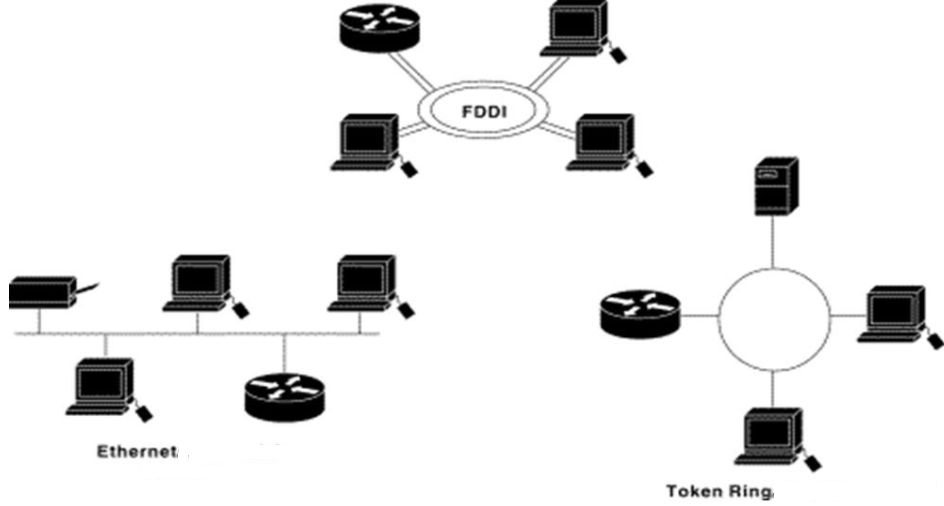 FDDI
Ethernet
Token Ring